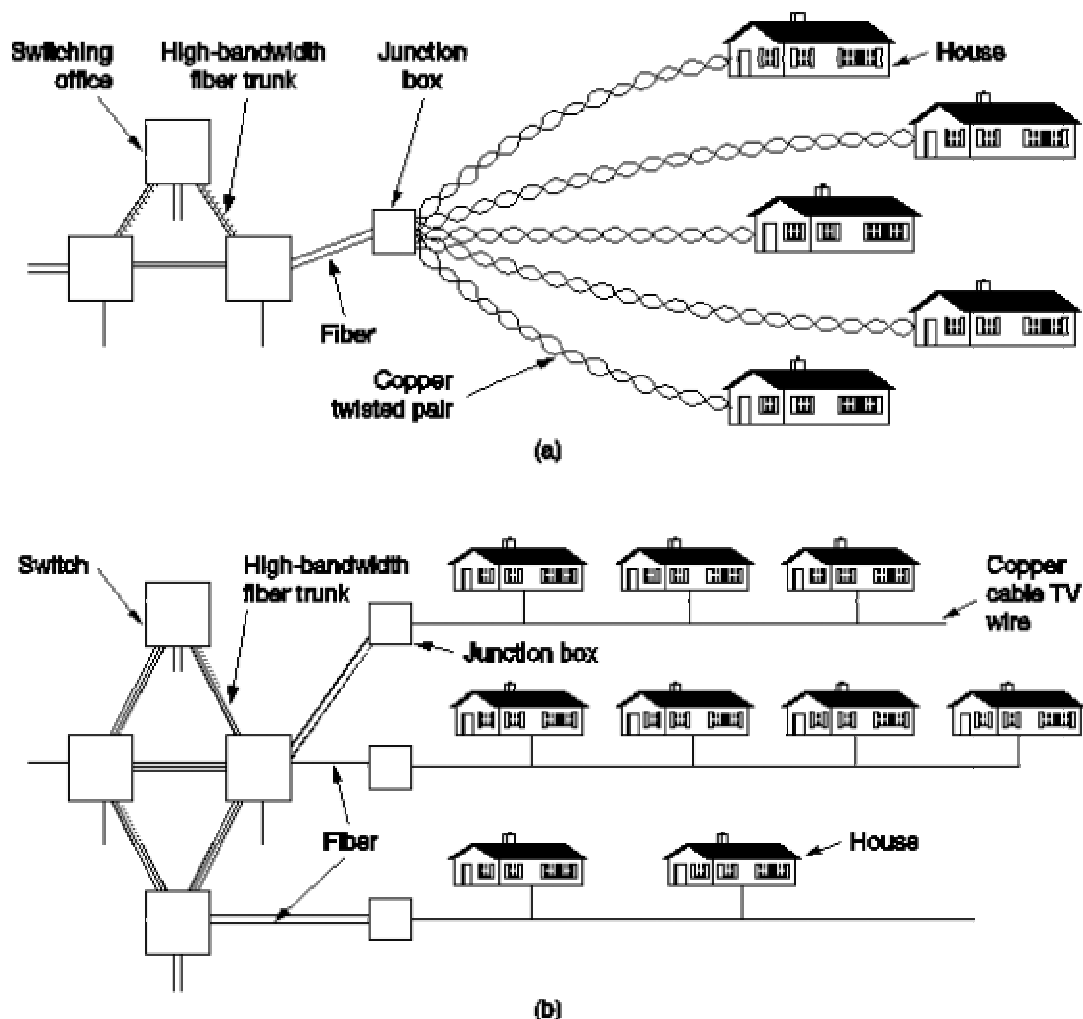 Switching
office
High-bandwidth
fiber trunk
Junction
box
House
Fiber
Copper
twisted pair
(a)
Switch
High-bandwidth
fiber trunk
Copper
cable TV
wire
Junction box
Fiber
House
(b)